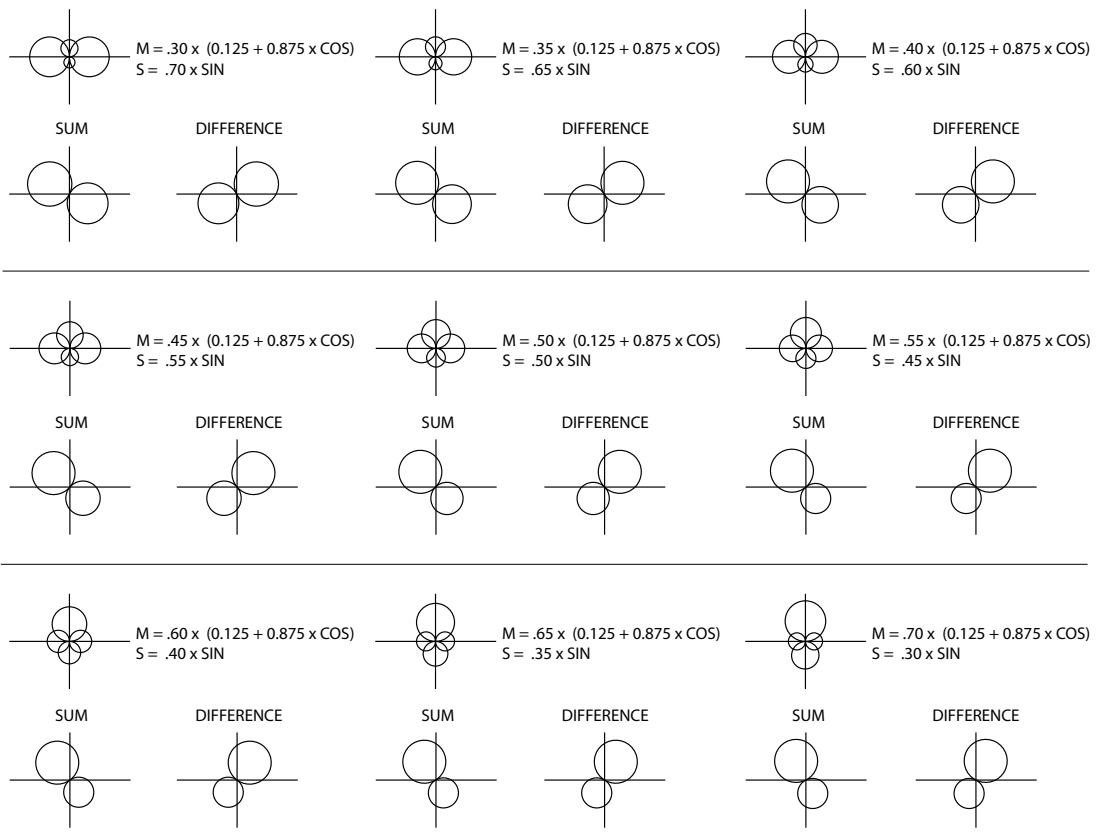 M = .30 x (0.125 + 0.875 x COS)
S = .70 x SIN
SUM
DIFFERENCE
M = .35 x (0.125 + 0.875 x COS)
S = .65 x SIN
SUM
DIFFERENCE
M = .40 x (0.125 + 0.875 x COS)
S = .60 x SIN
SUM
DIFFERENCE
M = .45 x (0.125 + 0.875 x COS)
S = .55 x SIN
SUM
DIFFERENCE
M = .50 x (0.125 + 0.875 x COS)
S = .50 x SIN
SUM
DIFFERENCE
M = .55 x (0.125 + 0.875 x COS)
S = .45 x SIN
SUM
DIFFERENCE
M = .60 x (0.125 + 0.875 x COS)
S = .40 x SIN
SUM
DIFFERENCE
M = .65 x (0.125 + 0.875 x COS)
S = .35 x SIN
SUM
DIFFERENCE
M = .70 x (0.125 + 0.875 x COS)
S = .30 x SIN
SUM
DIFFERENCE